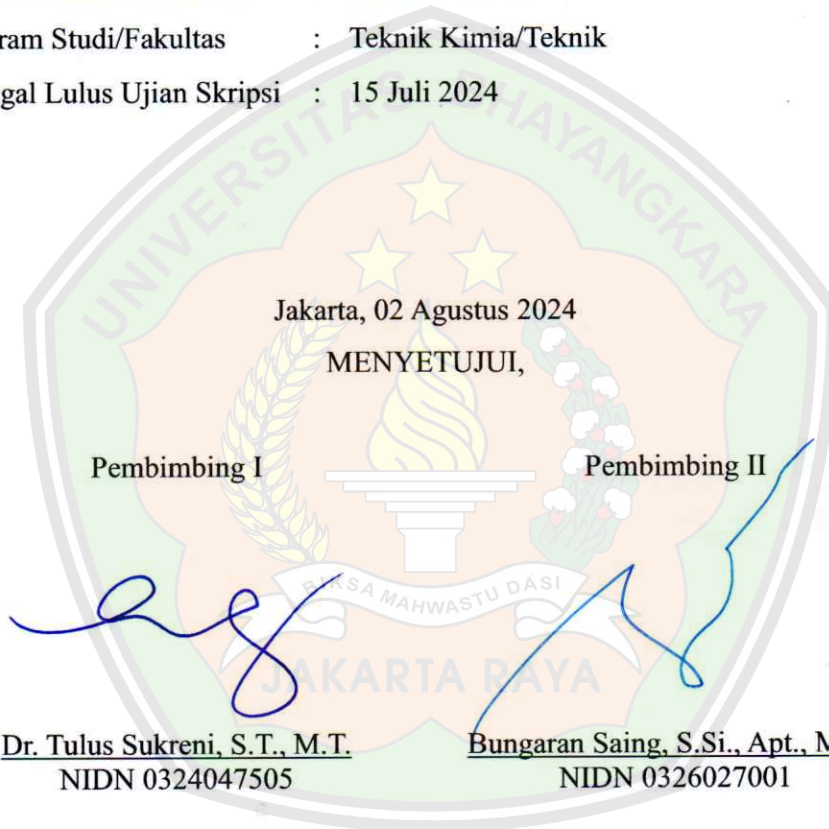 ram Studi/Fakultas : Teknik Kimia/Teknik
gal Lulus Ujian Skripsi : 15 Juli 2024
UNIVERSITAS BHAYANGKARA
Jakarta, 02 Agustus 2024
MENYETUJUI,
Pembimbing I Pembimbing II
BIKSA MAHWASTU DASI
JAKARTA RAYA
Dr. Tulus Sukreni, S.T., M.T. Bungaran Saing, S.Si., Apt., M
NIDN 0324047505 NIDN 0326027001